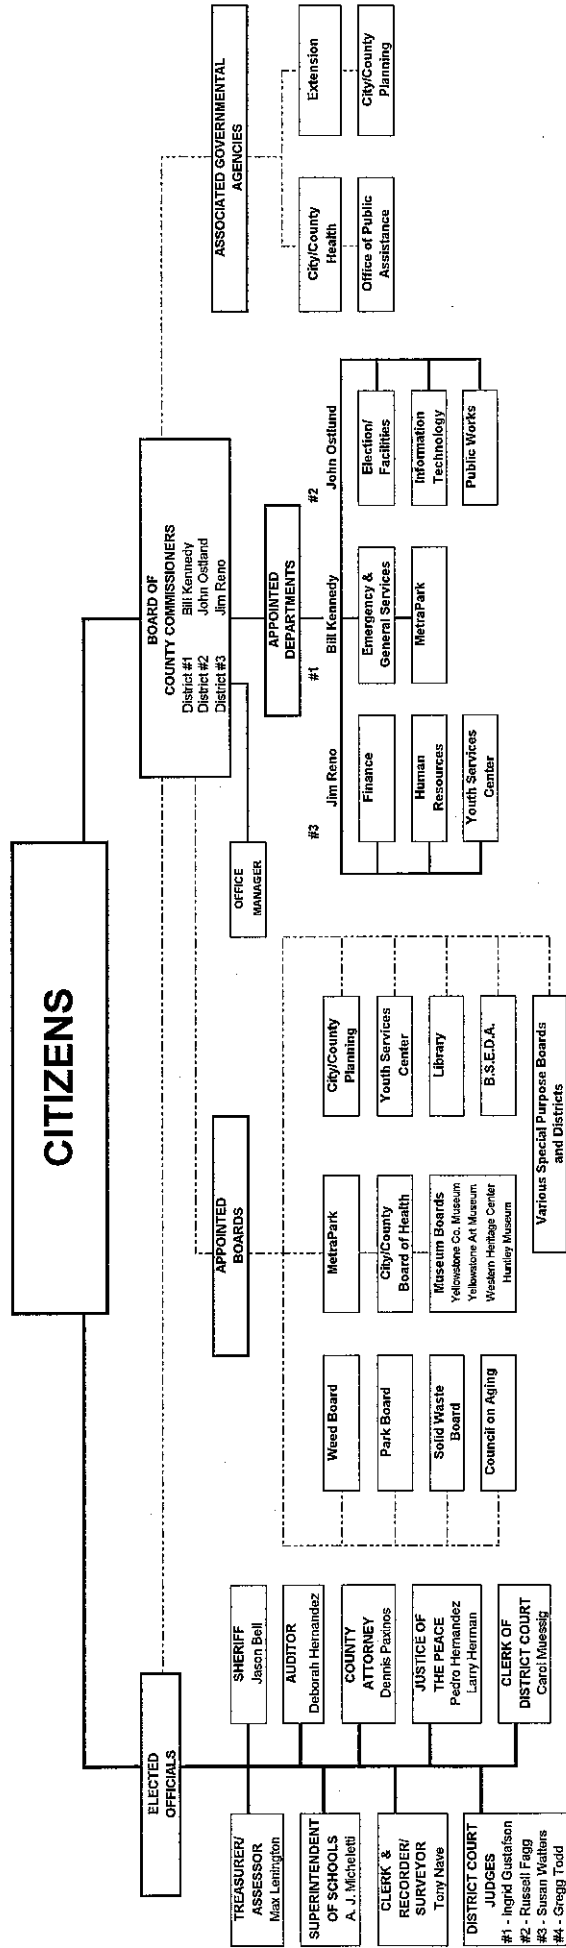 CITIZENS
ELECTED
OFFICIALS
TREASURER/
ASSESSOR
Max Lenington
SUPERINTENDENT
OF SCHOOLS
A. J. Micheletti
CLERK &
RECORDER/
SURVEYOR
Tony Nave
DISTRICT COURT
JUDGES
#1 - Ingrid Gustafson
#2 - Russell Fagg
#3 - Susan Watters
#4 - Gregg Todd
SHERIFF
Jason Bell
AUDITOR
Deborah Hernandez
COUNTY
ATTORNEY
Dennis Paxinos
JUSTICE OF
THE PEACE
Pedro Hernandez
Larry Herman
CLERK OF
DISTRICT COURT
Carol Muessig
APPOINTED
BOARDS
Weed Board
Park Board
Solid Waste
Board
Council on Aging
MetraPark
City/County
Board of Health
Museum Boards
Yellowstone Co. Museum
Yellowstone Art Museum
Western Heritage Center
Huntley Museum
City/County
Planning
Youth Services
Center
Library
B.S.E.D.A.
Various Special Purpose Boards
and Districts
BOARD OF
COUNTY COMMISSIONERS
District #1 Bill Kennedy
District #2 John Ostland
District #3 Jim Reno
OFFICE
MANAGER
APPOINTED
DEPARTMENTS
#3 Jim Reno
Finance
Human
Resources
Youth Services
Center
#1 Bill Kennedy
Emergency &
General Services
MetraPark
#2 John Ostlund
Election/
Facilities
Information
Technology
Public Works
ASSOCIATED GOVERNMENTAL
AGENCIES
City/County
Health
Office of Public
Assistance
Extension
City/County
Planning